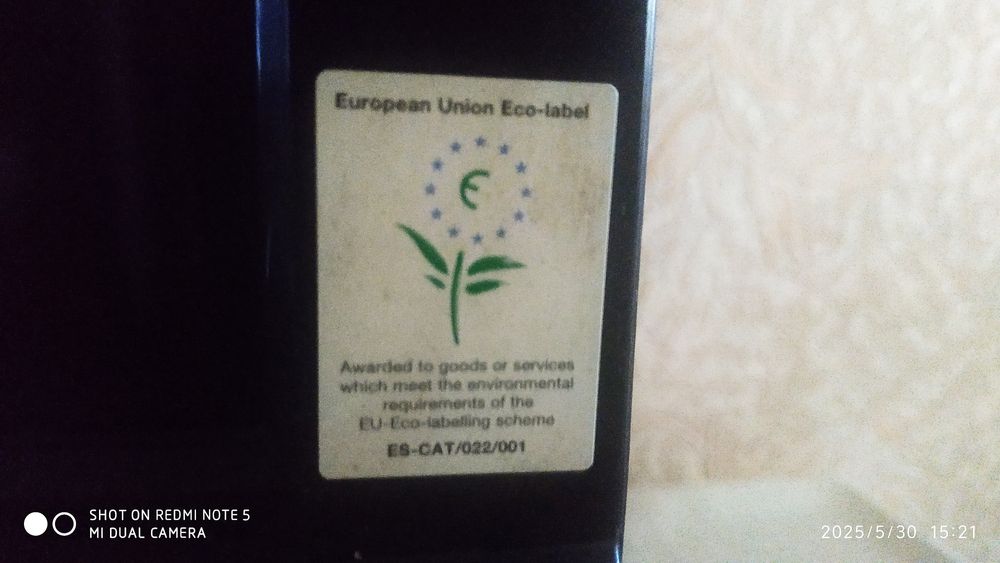 European Union Eco-label
Є
Awarded to goods or services
which meet the environmental
requirements of the
EU-Eco-labelling scheme
ES-CAT/022/001
SHOT ON REDMI NOTE 5
MI DUAL CAMERA
2025/5/30 15:21